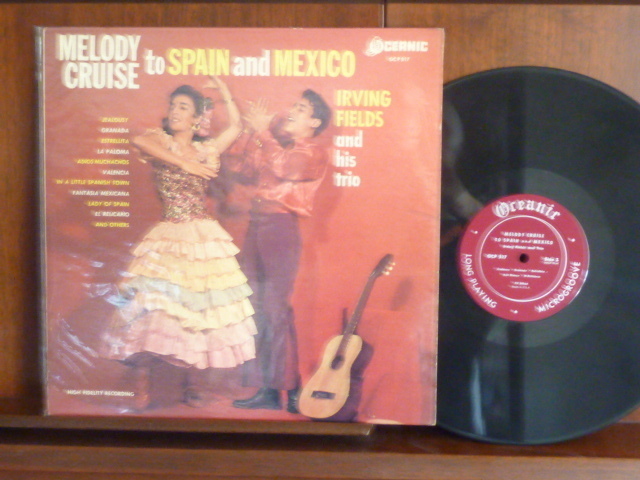 MELODY
CRUISE to SPAIN and MEXICO
OCEANIC
IRVING
FIELDS
and
his
trio
JEALOUSY
GRANADA
ESTRELLITA
LA PALOMA
ADIOS MUCHACHOS
VALENCIA
IN A LITTLE SPANISH TOWN
FANTASIA MEXICANA
LADY OF SPAIN
EL RELICARIO
AND OTHERS
HIGH FIDELITY RECORDING
Oceanic
MELODY CRUISE
TO SPAIN and MEXICO
Side 2
LONG PLAYING
MICROGROOVE